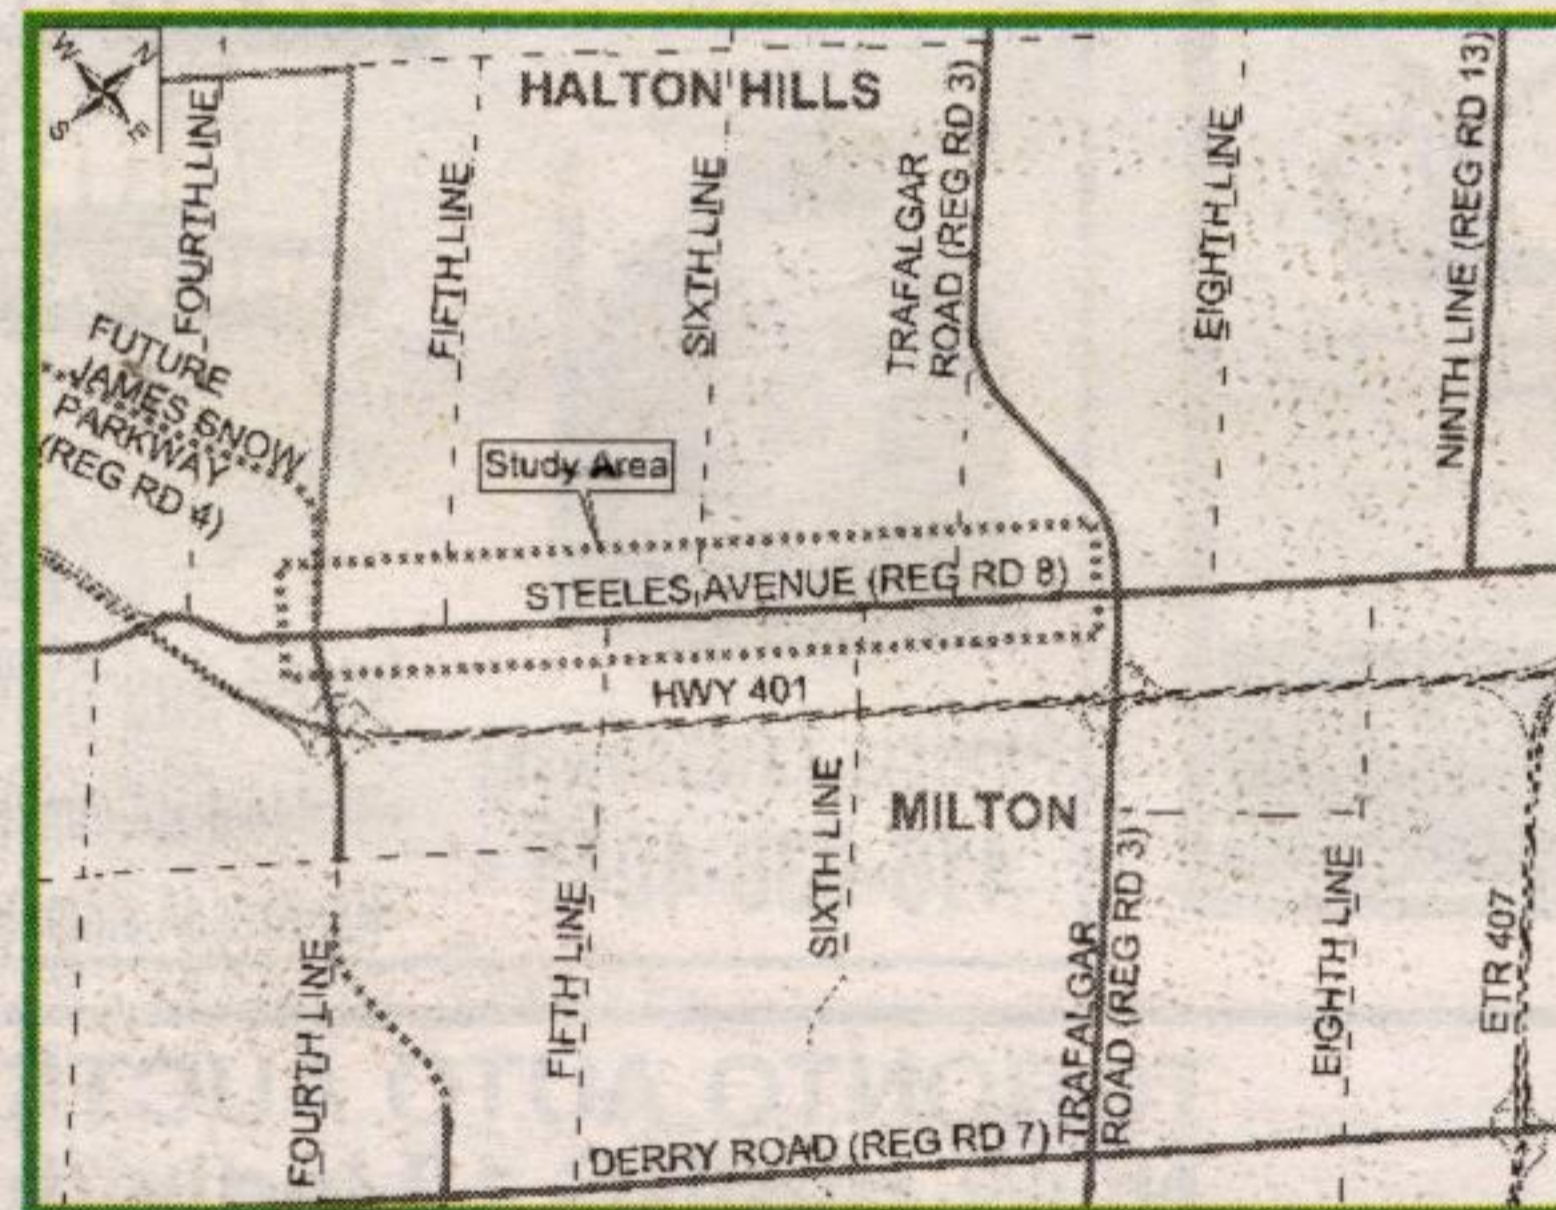 W N
S E
HALTON HILLS
FOURTH LINE
FIFTH LINE
SIXTH LINE
TRAFALGAR
ROAD (REG RD 3)
EIGHTH LINE
NINTH LINE (REG RD 13)
FUTURE
JAMES SNOW
PARKWAY
(REG RD 4)
Study Area
STEELES AVENUE (REG RD 8)
HWY 401
MILTON
FOURTH LINE
FIFTH LINE
SIXTH LINE
TRAFALGAR
ROAD (REG RD 3)
EIGHTH LINE
ETR 407
DERRY ROAD (REG RD 7)